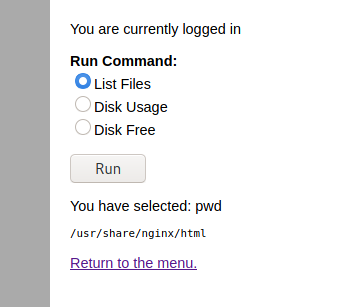 You are currently logged in
Run Command:
List Files
Disk Usage
Disk Free
Run
You have selected: pwd
/usr/share/nginx/html
Return to the menu.